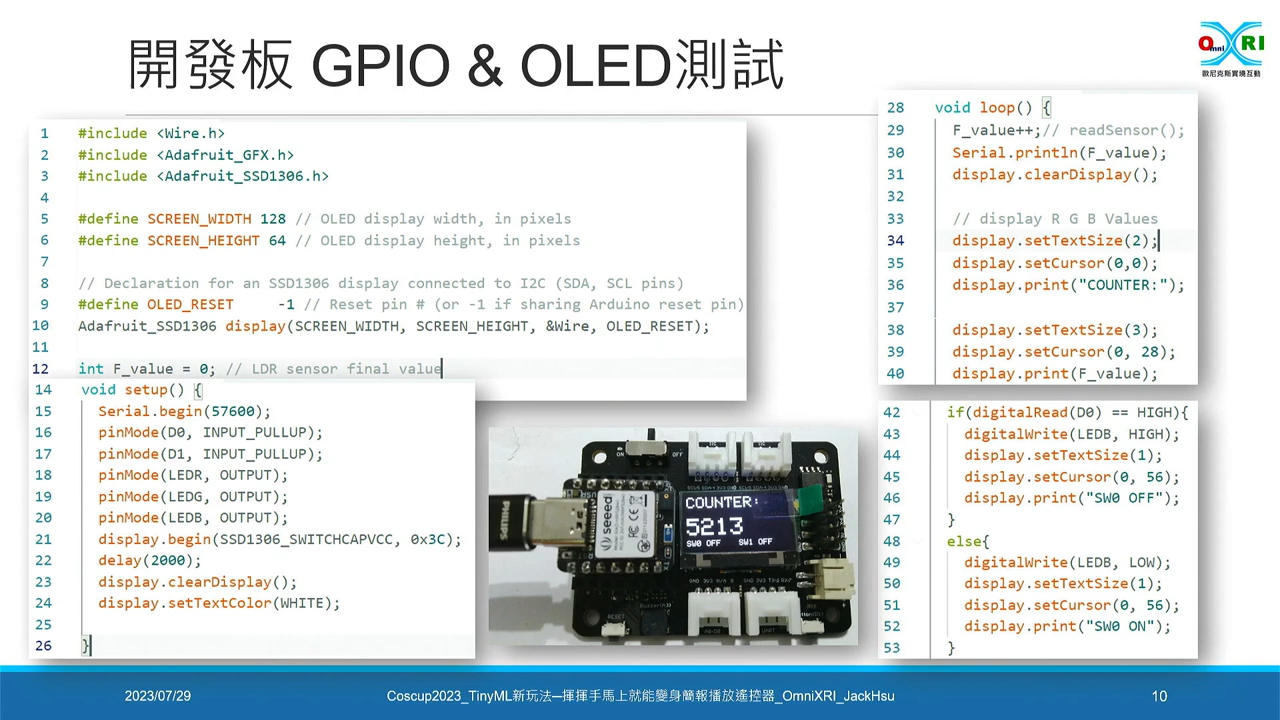 開發板 GPIO & OLED測試
OmniXRI
歐尼克斯實境互動
1 #include <Wire.h>
2 #include <Adafruit_GFX.h>
3 #include <Adafruit_SSD1306.h>
4
5 #define SCREEN_WIDTH 128 // OLED display width, in pixels
6 #define SCREEN_HEIGHT 64 // OLED display height, in pixels
7
8 // Declaration for an SSD1306 display connected to I2C (SDA, SCL pins)
9 #define OLED_RESET     -1 // Reset pin # (or -1 if sharing Arduino reset pin)
10 Adafruit_SSD1306 display(SCREEN_WIDTH, SCREEN_HEIGHT, &Wire, OLED_RESET);
11
12 int F_value = 0; // LDR sensor final value
14 void setup() {
15 Serial.begin(57600);
16 pinMode(D0, INPUT_PULLUP);
17 pinMode(D1, INPUT_PULLUP);
18 pinMode(LEDR, OUTPUT);
19 pinMode(LEDG, OUTPUT);
20 pinMode(LEDB, OUTPUT);
21 display.begin(SSD1306_SWITCHCAPVCC, 0x3C);
22 delay(2000);
23 display.clearDisplay();
24 display.setTextColor(WHITE);
25
26 }
PHILIPS
ON
OFF
seeed
COUNTER:
5213
SW0 OFF SW1 OFF
RESET
UART
28 void loop() {
29 F_value++;// readSensor();
30 Serial.println(F_value);
31 display.clearDisplay();
32
33 // display R G B Values
34 display.setTextSize(2);
35 display.setCursor(0,0);
36 display.print("COUNTER:");
37
38 display.setTextSize(3);
39 display.setCursor(0, 28);
40 display.print(F_value);
42 if(digitalRead(D0) == HIGH){
43 digitalWrite(LEDB, HIGH);
44 display.setTextSize(1);
45 display.setCursor(0, 56);
46 display.print("SW0 OFF");
47 }
48 else{
49 digitalWrite(LEDB, LOW);
50 display.setTextSize(1);
51 display.setCursor(0, 56);
52 display.print("SW0 ON");
53 }
2023/07/29
Coscup2023_TinyML新玩法─揮揮手馬上就能變身簡報播放遙控器_OmniXRI_JackHsu
10